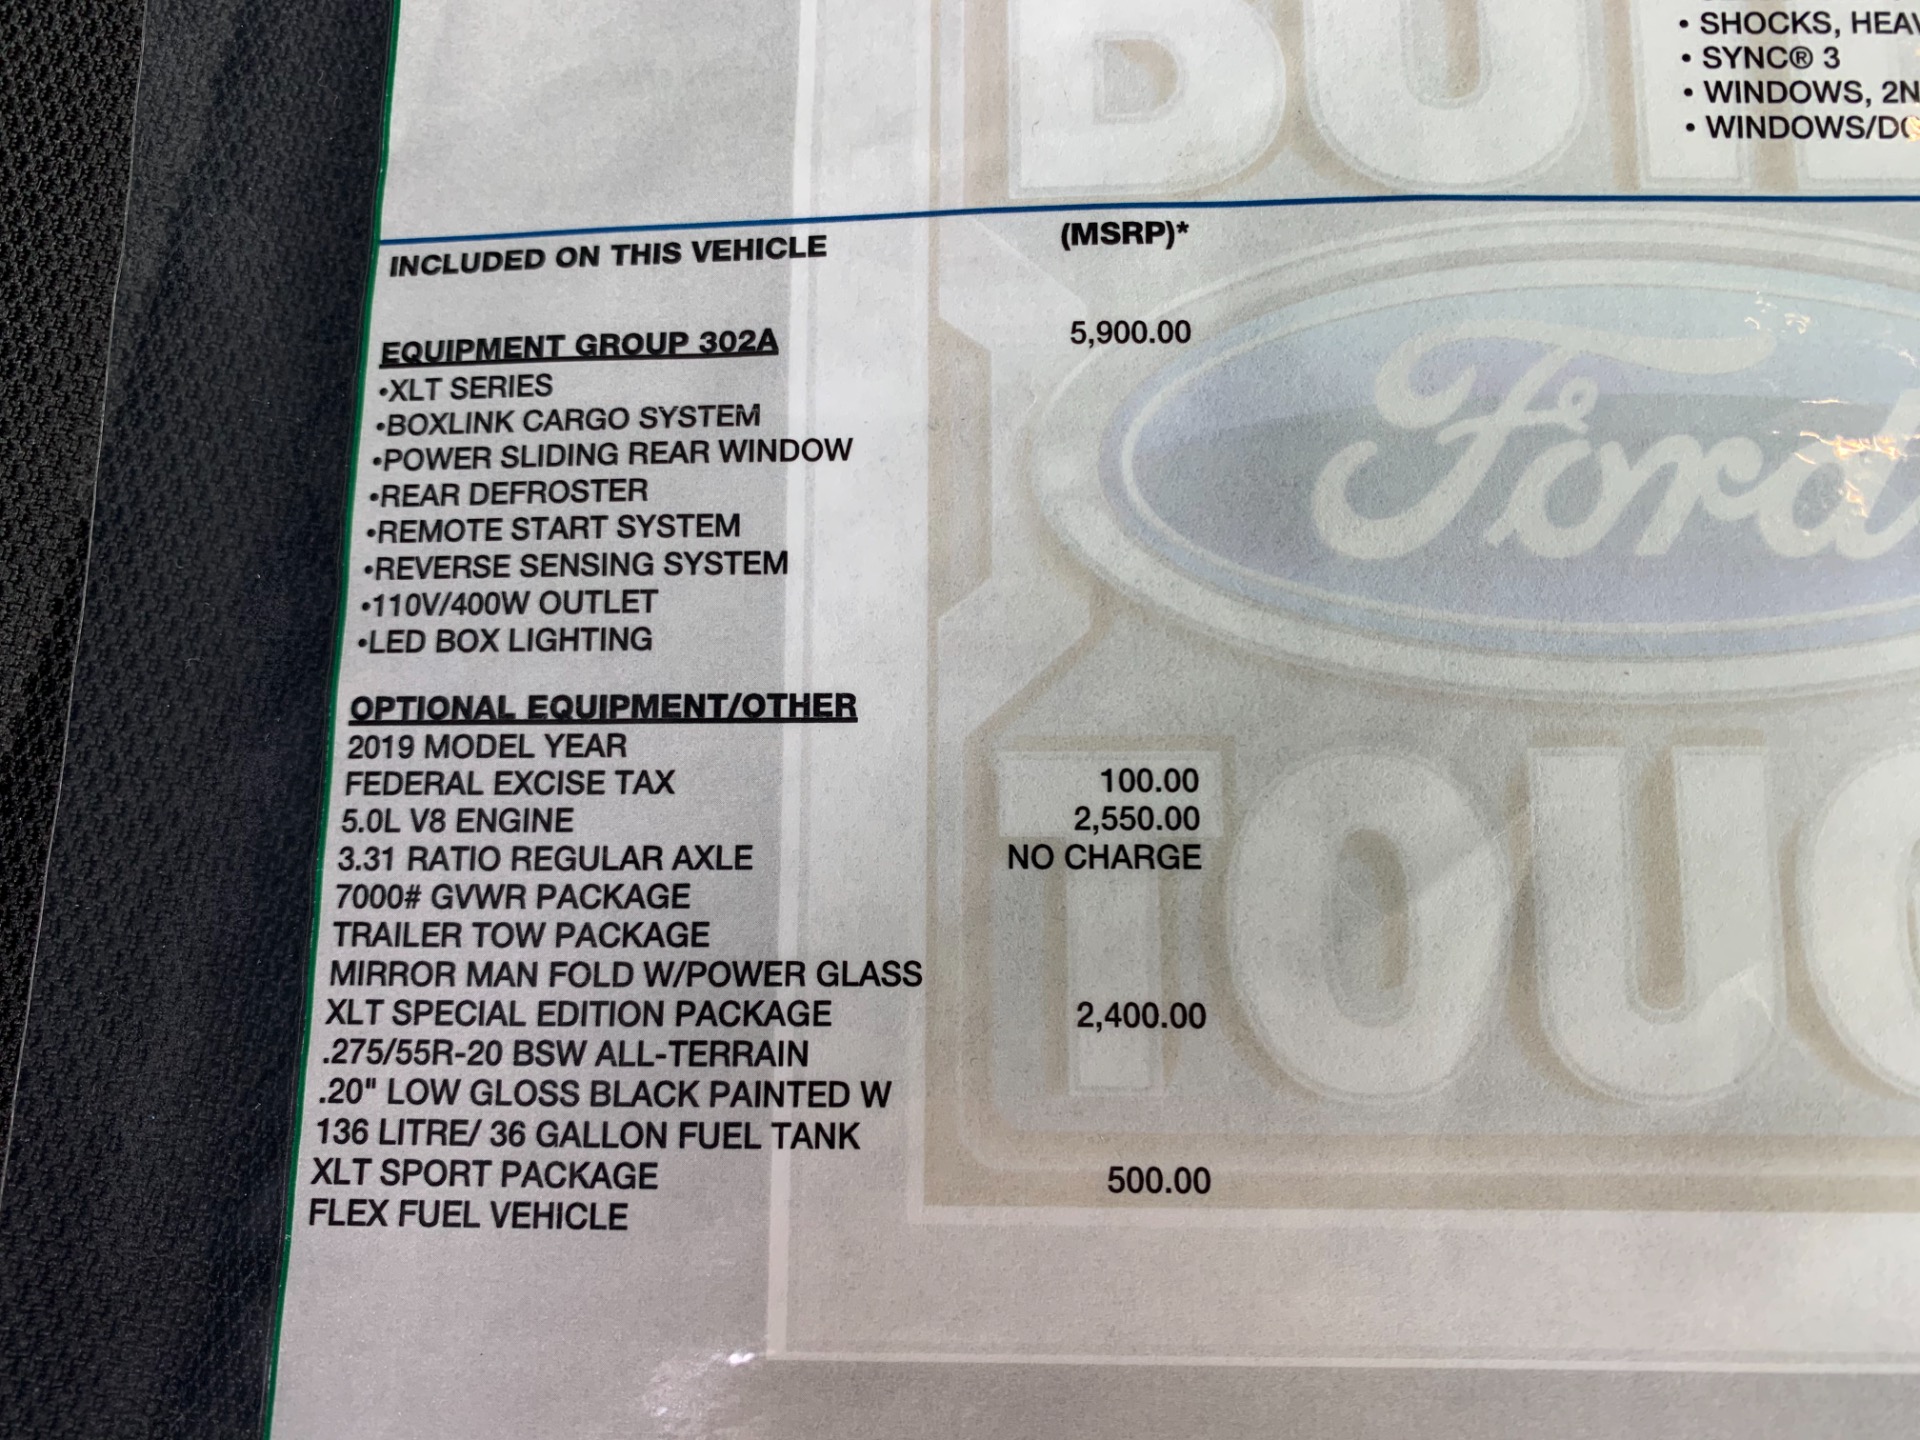 • SHOCKS, 
• SYNC® 3
• WINDOWS,
INCLUDED ON THIS VEHICLE (MSRP)*
EQUIPMENT GROUP 302A 5,900.00
•XLT SERIES
•BOXLINK CARGO SYSTEM
•POWER SLIDING REAR WINDOW
•REAR DEFROSTER
•REMOTE START SYSTEM
•REVERSE SENSING SYSTEM
•110V/400W OUTLET
•LED BOX LIGHTING
Ford
OPTIONAL EQUIPMENT/OTHER
2019 MODEL YEAR
FEDERAL EXCISE TAX 100.00
5.0L V8 ENGINE 2,550.00
3.31 RATIO REGULAR AXLE NO CHARGE
7000# GVWR PACKAGE
TRAILER TOW PACKAGE
MIRROR MAN FOLD W/POWER GLASS
XLT SPECIAL EDITION PACKAGE 2,400.00
.275/55R-20 BSW ALL-TERRAIN
.20" LOW GLOSS BLACK PAINTED W
136 LITRE/ 36 GALLON FUEL TANK
XLT SPORT PACKAGE 500.00
FLEX FUEL VEHICLE